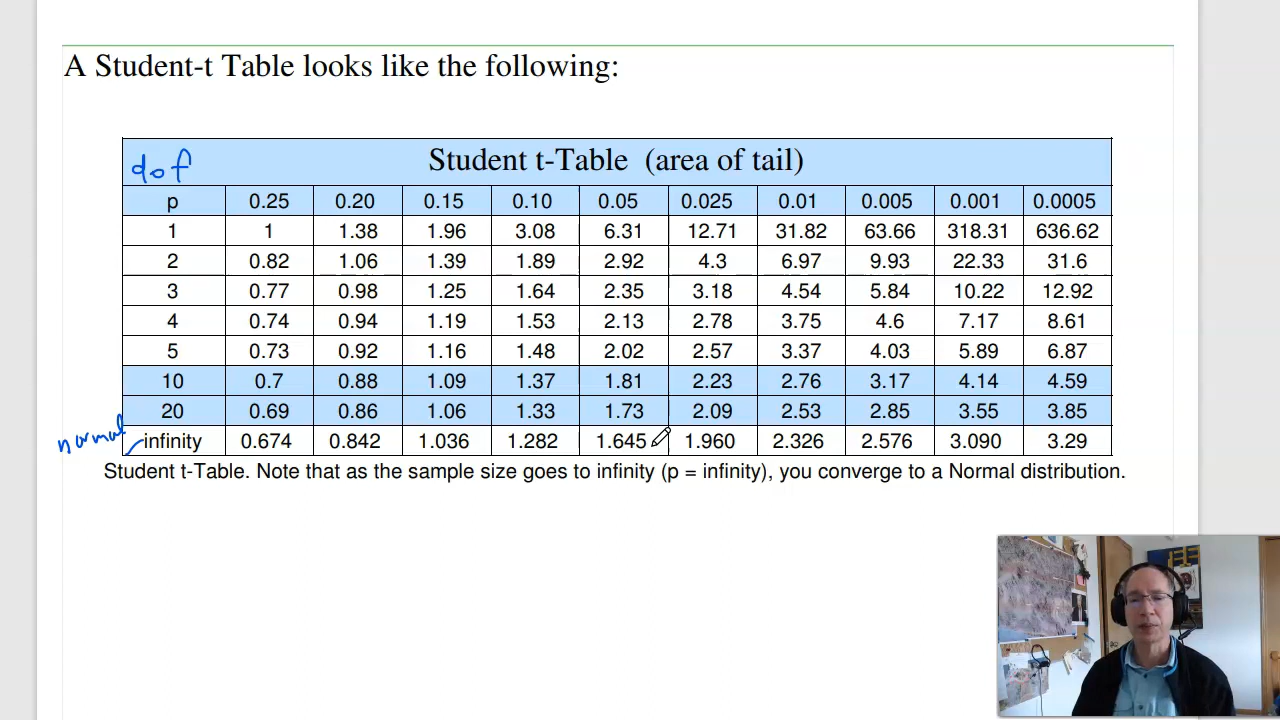 A Student-t Table looks like the following:
dof Student t-Table (area of tail)
p 0.25 0.20 0.15 0.10 0.05 0.025 0.01 0.005 0.001 0.0005
1 1 1.38 1.96 3.08 6.31 12.71 31.82 63.66 318.31 636.62
2 0.82 1.06 1.39 1.89 2.92 4.3 6.97 9.93 22.33 31.6
3 0.77 0.98 1.25 1.64 2.35 3.18 4.54 5.84 10.22 12.92
4 0.74 0.94 1.19 1.53 2.13 2.78 3.75 4.6 7.17 8.61
5 0.73 0.92 1.16 1.48 2.02 2.57 3.37 4.03 5.89 6.87
10 0.7 0.88 1.09 1.37 1.81 2.23 2.76 3.17 4.14 4.59
20 0.69 0.86 1.06 1.33 1.73 2.09 2.53 2.85 3.55 3.85
normal infinity 0.674 0.842 1.036 1.282 1.645 1.960 2.326 2.576 3.090 3.29
Student t-Table. Note that as the sample size goes to infinity (p = infinity), you converge to a Normal distribution.